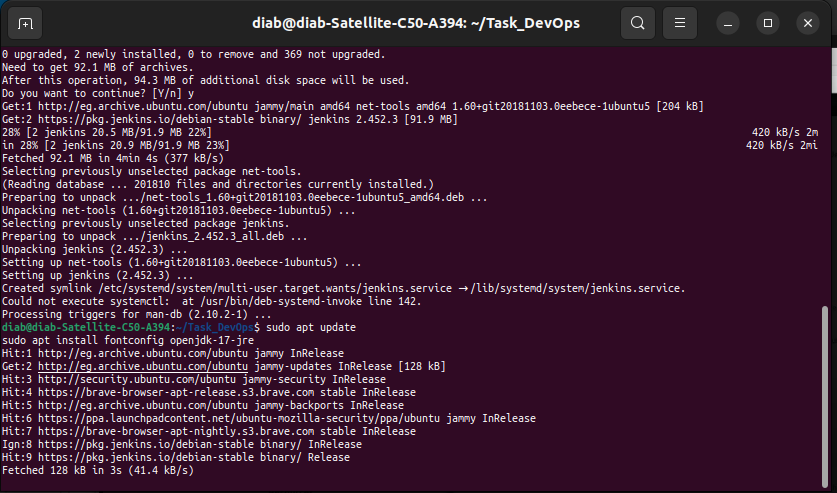 diab@diab-Satellite-C50-A394: ~/Task_DevOps
0 upgraded, 2 newly installed, 0 to remove and 369 not upgraded.
Need to get 92.1 MB of archives.
After this operation, 94.3 MB of additional disk space will be used.
Do you want to continue? [Y/n] y
Get:1 http://eg.archive.ubuntu.com/ubuntu jammy/main amd64 net-tools amd64 1.60+git20181103.0eebece-1ubuntu5 [204 kB]
Get:2 https://pkg.jenkins.io/debian-stable binary/ jenkins 2.452.3 [91.9 MB]
28% [2 jenkins 20.5 MB/91.9 MB 22%] 420 kB/s 2m
in 28% [2 jenkins 20.9 MB/91.9 MB 23%] 420 kB/s 2mi
Fetched 92.1 MB in 4min 4s (377 kB/s)
Selecting previously unselected package net-tools.
(Reading database ... 201810 files and directories currently installed.)
Preparing to unpack .../net-tools_1.60+git20181103.0eebece-1ubuntu5_amd64.deb ...
Unpacking net-tools (1.60+git20181103.0eebece-1ubuntu5) ...
Selecting previously unselected package jenkins.
Preparing to unpack .../jenkins_2.452.3_all.deb ...
Unpacking jenkins (2.452.3) ...
Setting up net-tools (1.60+git20181103.0eebece-1ubuntu5) ...
Setting up jenkins (2.452.3) ...
Created symlink /etc/systemd/system/multi-user.target.wants/jenkins.service → /lib/systemd/system/jenkins.service.
Could not execute systemctl:  at /usr/bin/deb-systemd-invoke line 142.
Processing triggers for man-db (2.10.2-1) ...
diab@diab-Satellite-C50-A394:~/Task_DevOps$ sudo apt update
sudo apt install fontconfig openjdk-17-jre
Hit:1 http://eg.archive.ubuntu.com/ubuntu jammy InRelease
Get:2 http://eg.archive.ubuntu.com/ubuntu jammy-updates InRelease [128 kB]
Hit:3 http://security.ubuntu.com/ubuntu jammy-security InRelease
Hit:4 https://brave-browser-apt-release.s3.brave.com stable InRelease
Hit:5 http://eg.archive.ubuntu.com/ubuntu jammy-backports InRelease
Hit:6 https://ppa.launchpadcontent.net/ubuntu-mozilla-security/ppa/ubuntu jammy InRelease
Hit:7 https://brave-browser-apt-nightly.s3.brave.com stable InRelease
Ign:8 https://pkg.jenkins.io/debian-stable binary/ InRelease
Hit:9 https://pkg.jenkins.io/debian-stable binary/ Release
Fetched 128 kB in 3s (41.4 kB/s)